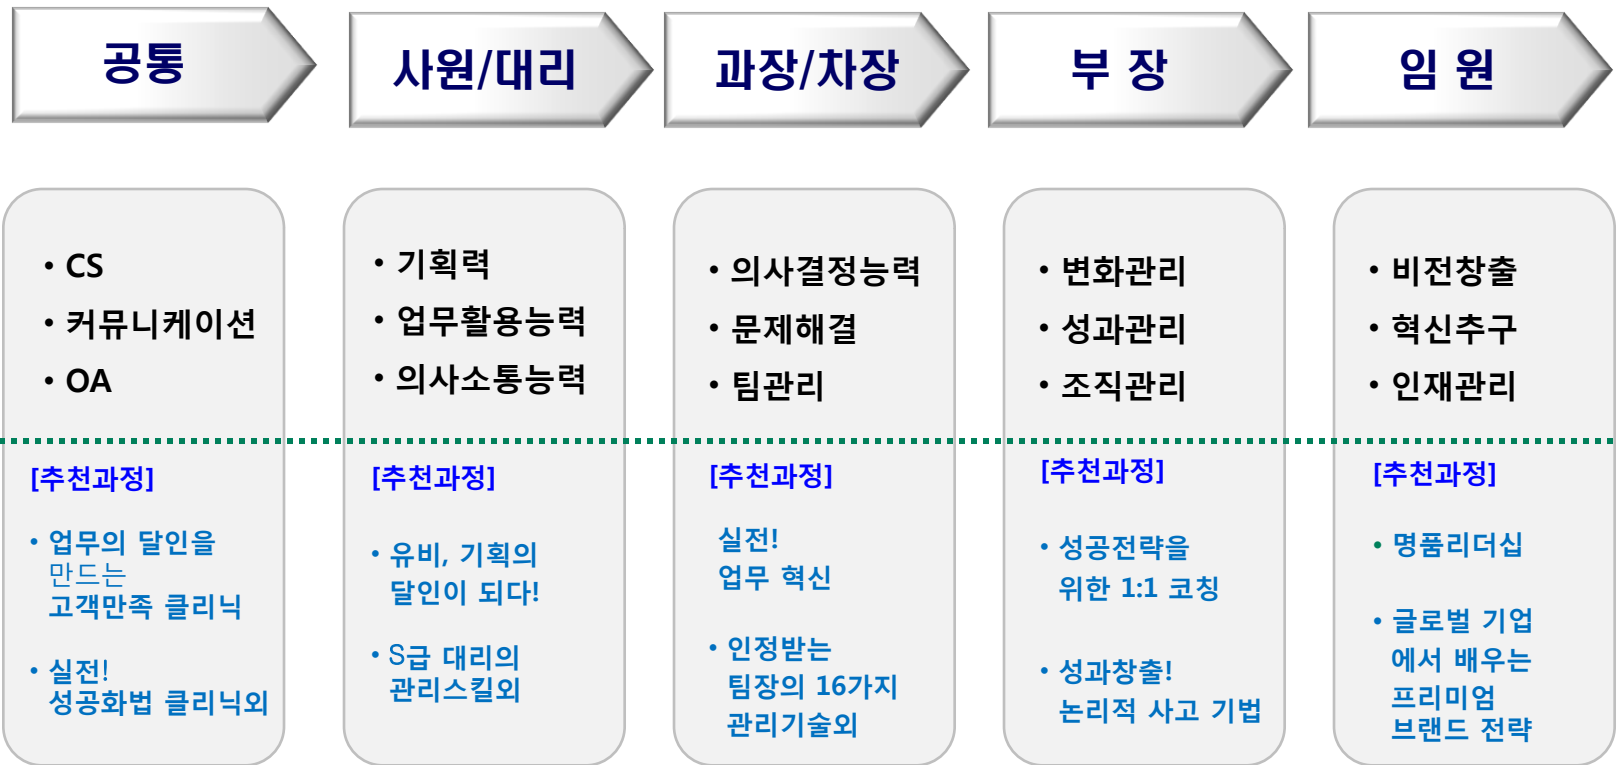 공통
사원/대리
과장/차장
부 장
임 원
• CS
• 커뮤니케이션
• OA
[추천과정]
• 업무의 달인을
만드는
고객만족 클리닉
• 실전!
성공화법 클리닉외
• 기획력
• 업무활용능력
• 의사소통능력
[추천과정]
• 유비, 기획의
달인이 되다!
• S급 대리의
관리스킬외
• 의사결정능력
• 문제해결
• 팀관리
[추천과정]
실전!
업무 혁신
• 인정받는
팀장의 16가지
관리기술외
• 변화관리
• 성과관리
• 조직관리
[추천과정]
• 성공전략을
위한 1:1 코칭
• 성과창출!
논리적 사고 기법
• 비전창출
• 혁신추구
• 인재관리
[추천과정]
• 명품리더십
• 글로벌 기업
에서 배우는
프리미엄
브랜드 전략